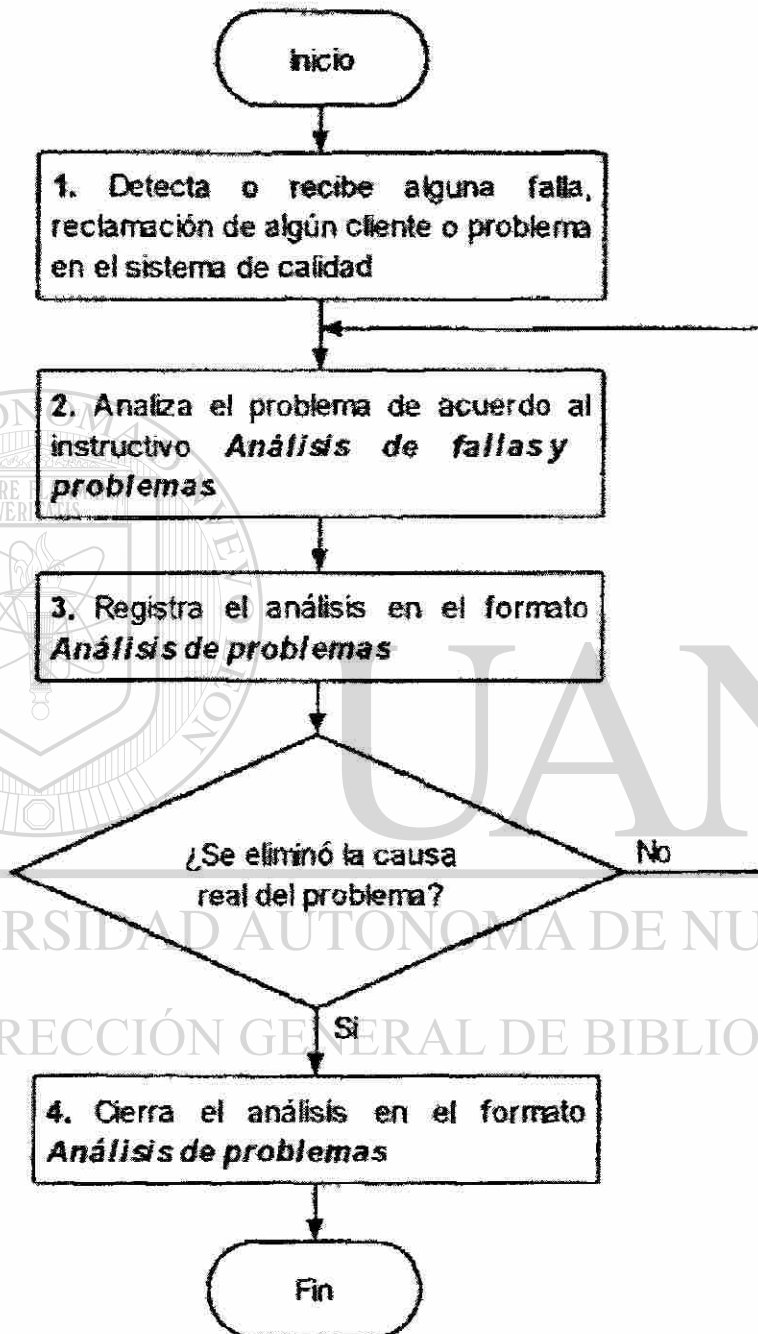 Inicio
1. Detecta o recibe alguna falla,
reclamación de algún cliente o problema
en el sistema de calidad
2. Analiza el problema de acuerdo al
instructivo Análisis de fallas y
problemas
3. Registra el análisis en el formato
Análisis de problemas
¿Se eliminó la causa
real del problema?
No
Si
4. Cierra el análisis en el formato
Análisis de problemas
Fin
UAN
ERSIDAD AUTÓNOMA DE NU
RECCIÓN GENERAL DE BIBLIO